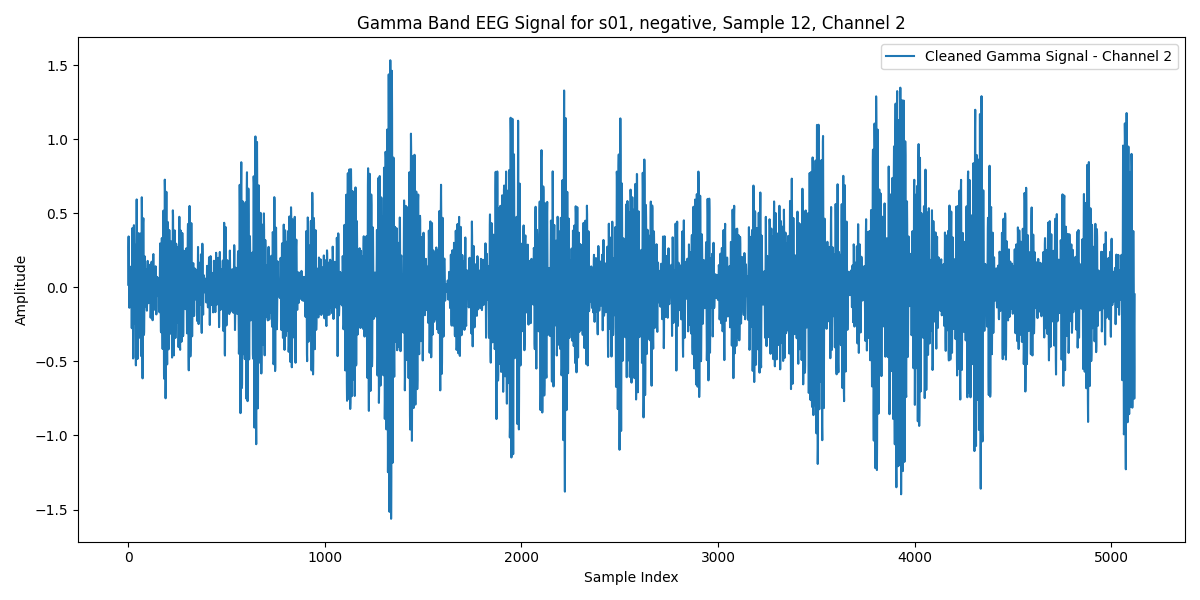 Gamma Band EEG Signal for s01, negative, Sample 12, Channel 2
Cleaned Gamma Signal - Channel 2
1.5
1.0
0.5
0.0
−0.5
−1.0
−1.5
Amplitude
0 1000 2000 3000 4000 5000
Sample Index